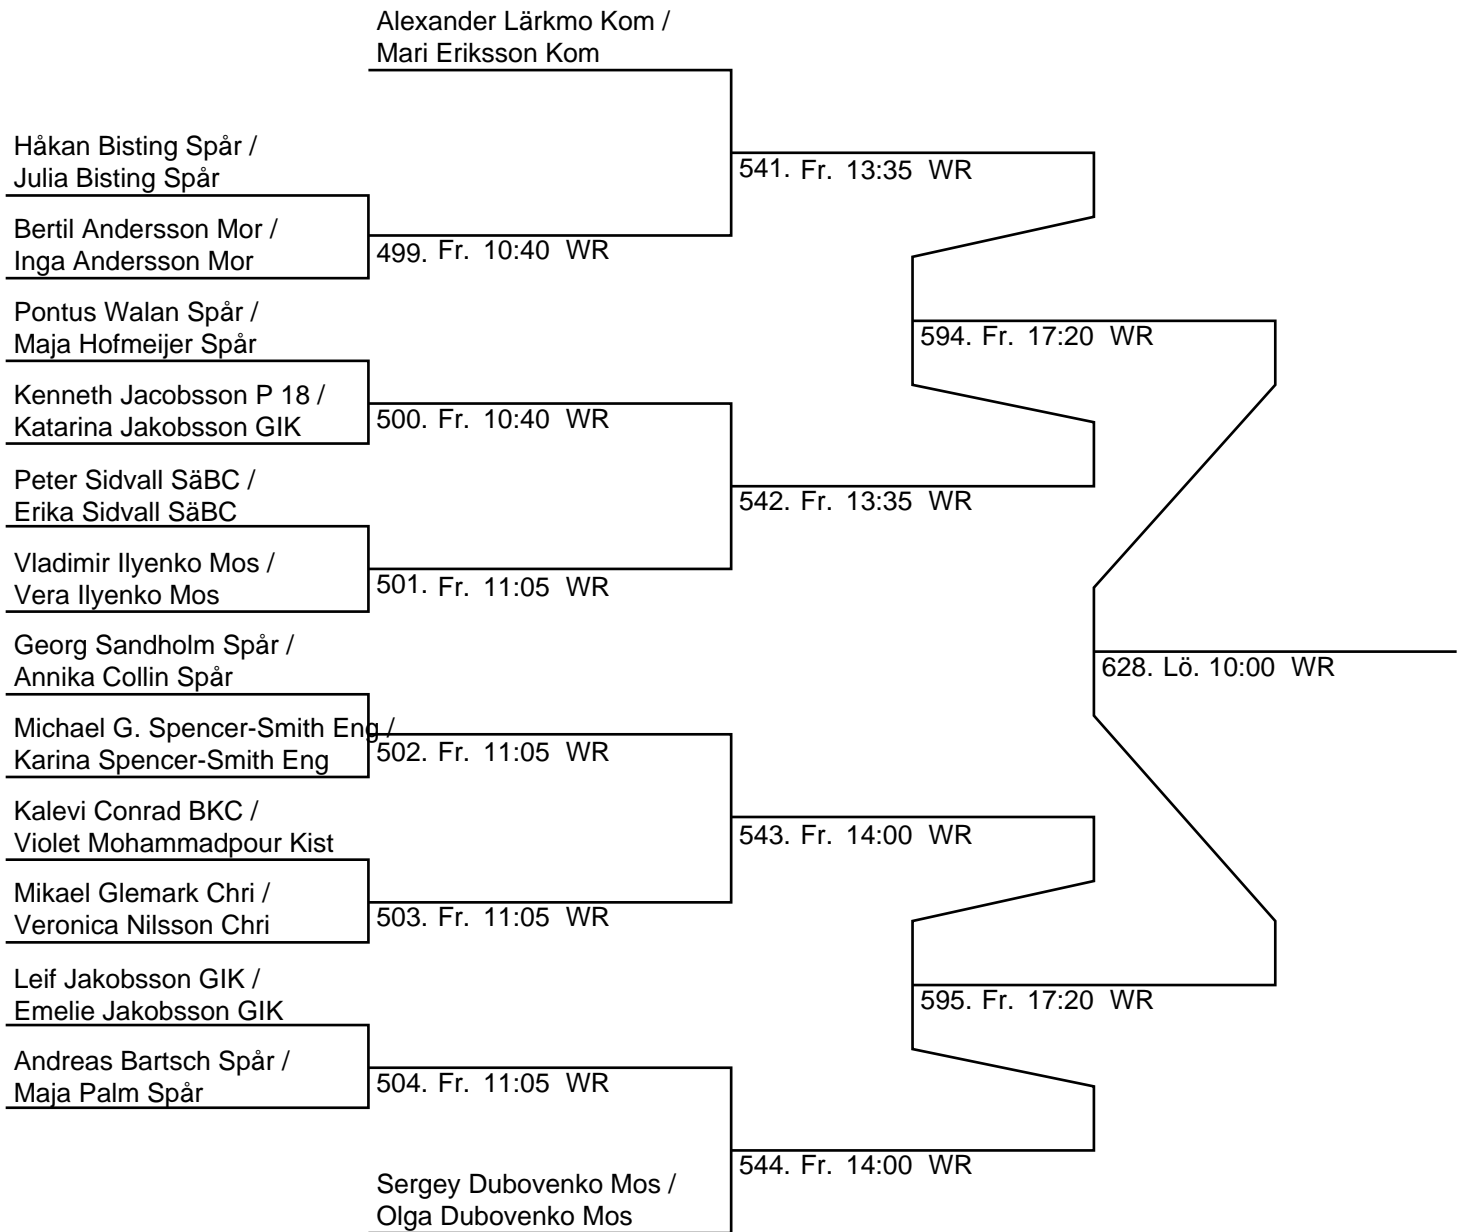 Alexander Lärkmo Kom /
Mari Eriksson Kom
Håkan Bisting Spår /
Julia Bisting Spår
541. Fr. 13:35 WR
Bertil Andersson Mor /
Inga Andersson Mor
499. Fr. 10:40 WR
Pontus Walan Spår /
Maja Hofmeijer Spår
594. Fr. 17:20 WR
Kenneth Jacobsson P 18 /
Katarina Jakobsson GIK
500. Fr. 10:40 WR
Peter Sidvall SäBC /
Erika Sidvall SäBC
542. Fr. 13:35 WR
Vladimir Ilyenko Mos /
Vera Ilyenko Mos
501. Fr. 11:05 WR
Georg Sandholm Spår /
Annika Collin Spår
628. Lö. 10:00 WR
Michael G. Spencer-Smith Eng /
Karina Spencer-Smith Eng
502. Fr. 11:05 WR
Kalevi Conrad BKC /
Violet Mohammadpour Kist
543. Fr. 14:00 WR
Mikael Glemark Chri /
Veronica Nilsson Chri
503. Fr. 11:05 WR
Leif Jakobsson GIK /
Emelie Jakobsson GIK
595. Fr. 17:20 WR
Andreas Bartsch Spår /
Maja Palm Spår
504. Fr. 11:05 WR
544. Fr. 14:00 WR
Sergey Dubovenko Mos /
Olga Dubovenko Mos